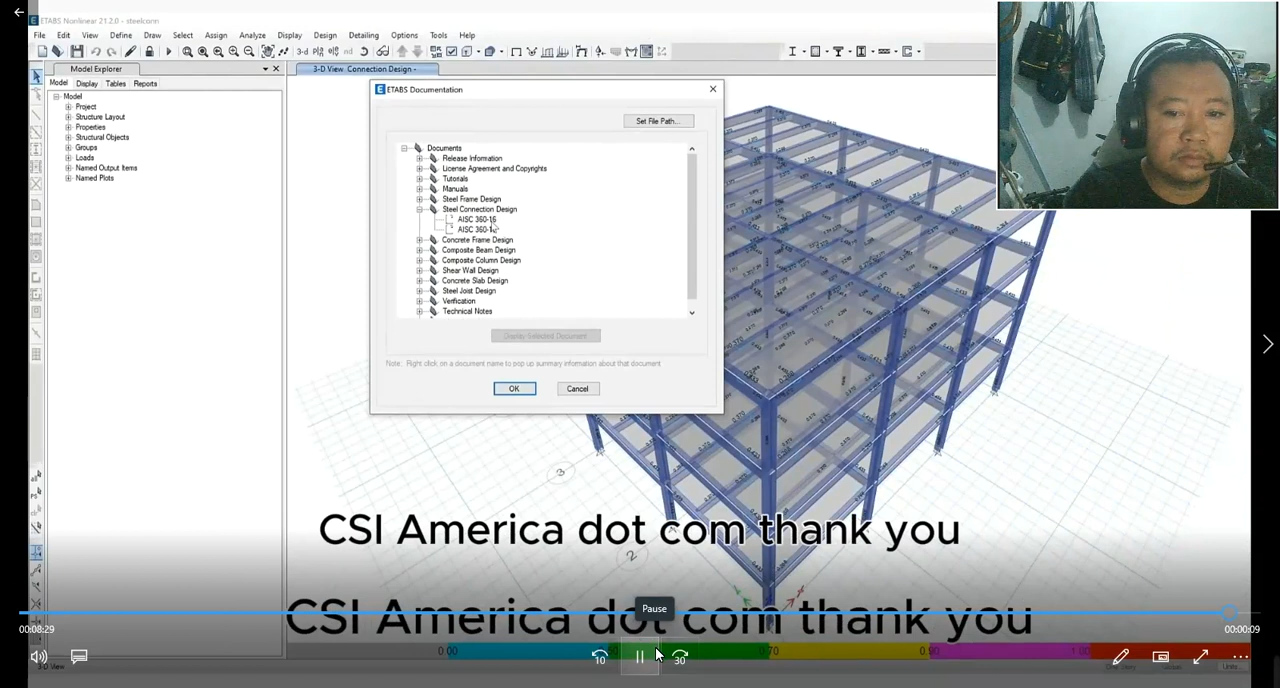 ETABS Nonlinear 21.2.0 - steelconn
File Edit View Define Draw Select Assign Analyze Display Design Detailing Options Tools Help
Model Explorer
3-D View Connection Design -
Model Display Tables Reports
Model
Project
Structure Layout
Properties
Structural Objects
Groups
Loads
Named Output Items
Named Plots
ETABS Documentation
Set File Path...
Documents
Release Information
License Agreement and Copyrights
Tutorials
Manuals
Steel Frame Design
Steel Connection Design
AISC 360-16
AISC 360-1
Concrete Frame Design
Composite Beam Design
Composite Column Design
Shear Wall Design
Concrete Slab Design
Steel Joist Design
Verification
Technical Notes
Display Selected Document
Note: Right click on a document name to pop up summary information about that document
OK Cancel
3
2
CSI America dot com thank you
CSI America dot com thank you
Pause
00:08:29
00:00:09
10
30
0.00 0.70 0.90 1.00
3-D View